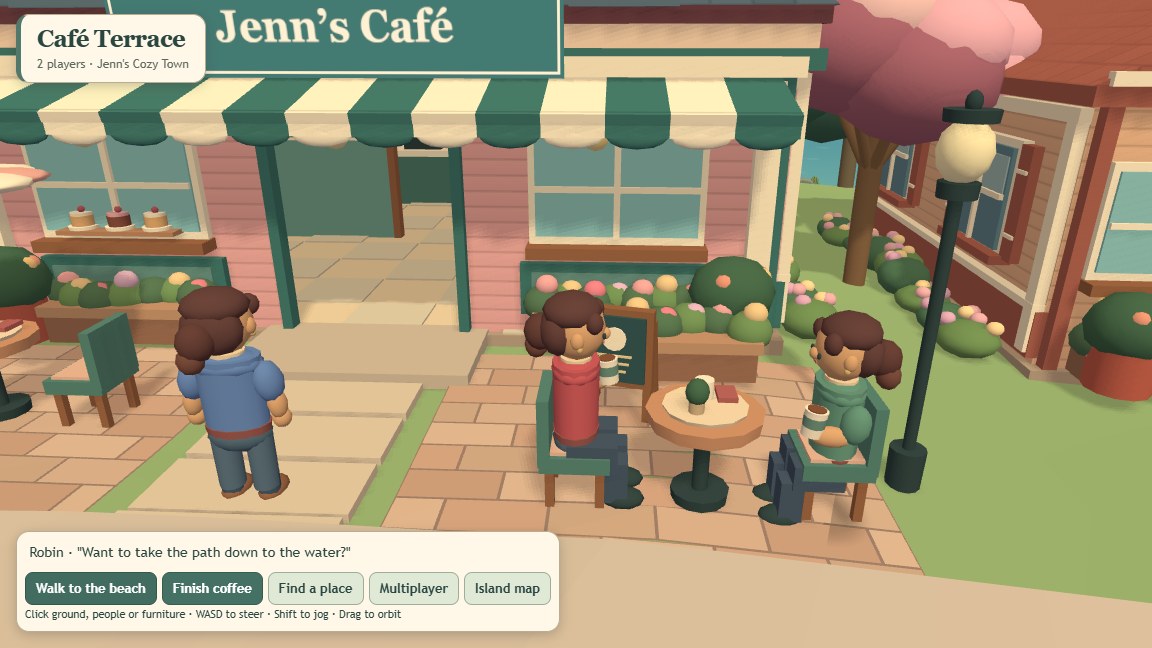 Jenn's Café
Café Terrace
2 players · Jenn's Cozy Town
Robin · "Want to take the path down to the water?"
Walk to the beach
Finish coffee
Find a place
Multiplayer
Island map
Click ground, people or furniture · WASD to steer · Shift to jog · Drag to orbit